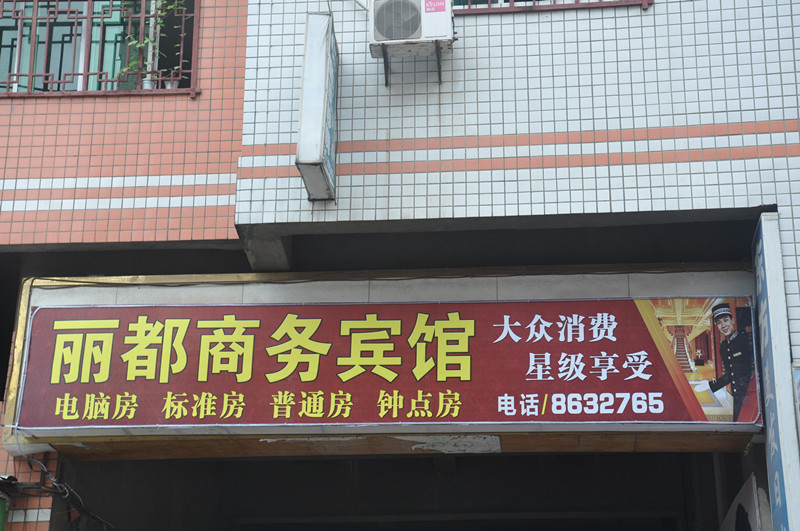 丽都商务宾馆
电脑房 标准房 普通房 钟点房
大众消费
星级享受
电话/8632765